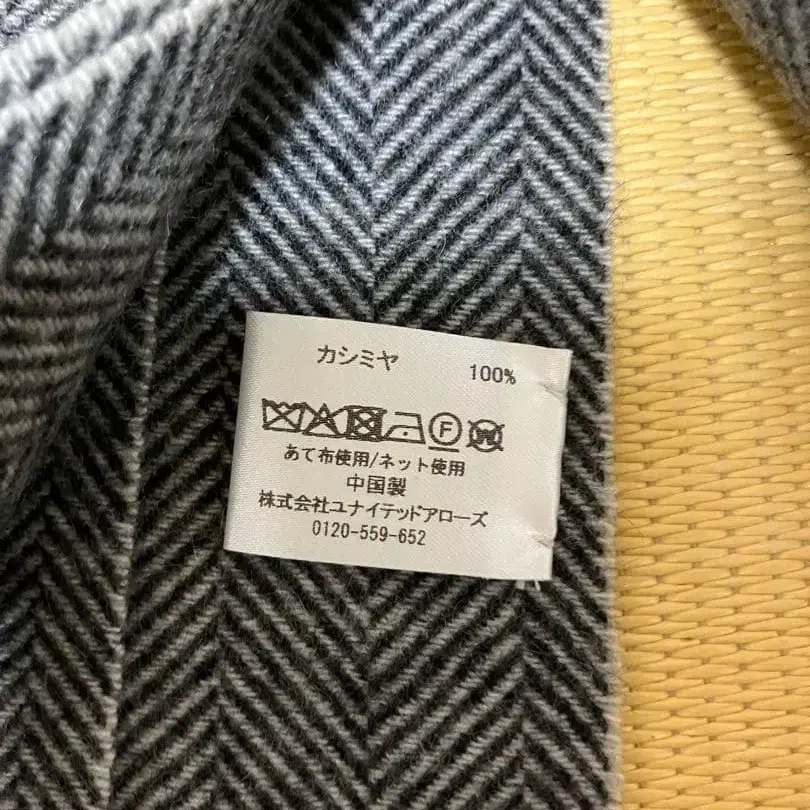 カシミヤ 100%
F W
あて布使用/ネット使用
中国製
株式会社ユナイテッドアローズ
0120-559-652